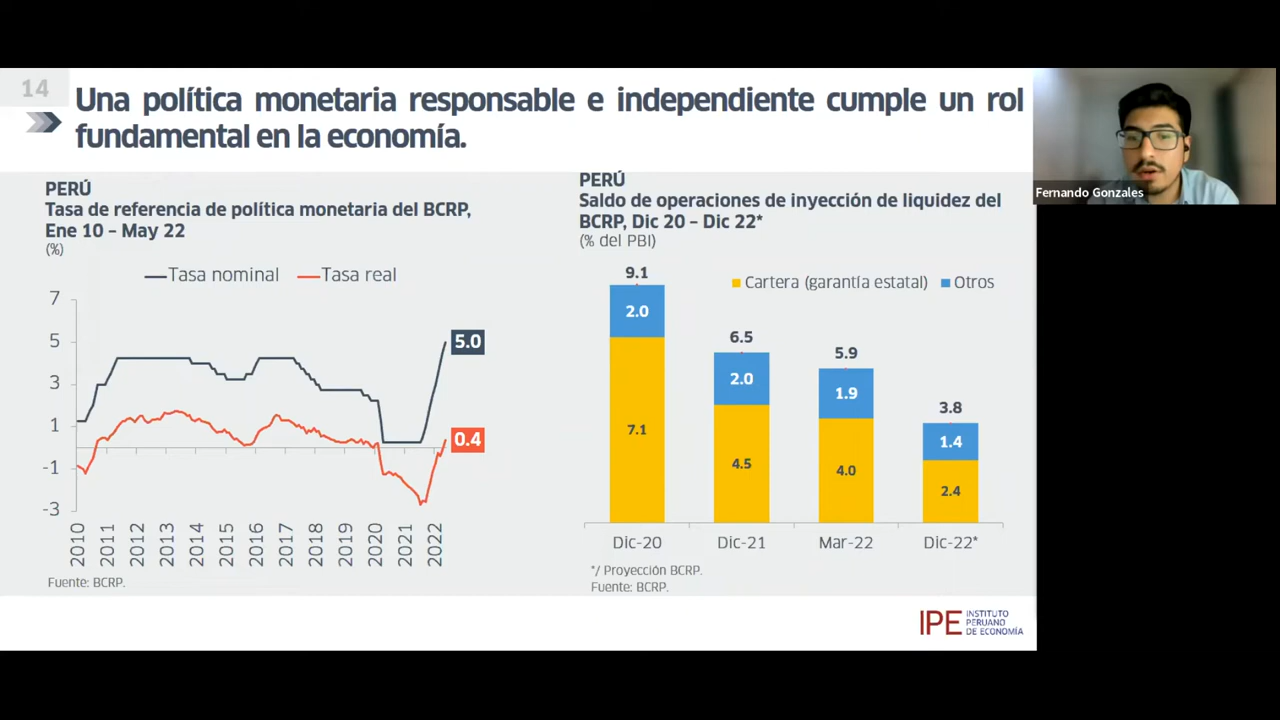 14
Una política monetaria responsable e independiente cumple un rol
fundamental en la economía.
PERÚ
Tasa de referencia de política monetaria del BCRP,
Ene 10 – May 22
(%)
Tasa nominal
Tasa real
7
5
3
1
-1
-3
5.0
0.4
2010
2011
2012
2013
2014
2015
2016
2017
2018
2019
2020
2021
2022
Fuente: BCRP.
PERÚ
Saldo de operaciones de inyección de liquidez del
BCRP, Dic 20 – Dic 22*
(% del PBI)
Cartera (garantía estatal)
Otros
9.1
2.0
7.1
6.5
2.0
4.5
5.9
1.9
4.0
3.8
1.4
2.4
Dic-20
Dic-21
Mar-22
Dic-22*
*/ Proyección BCRP.
Fuente: BCRP.
IPE
INSTITUTO
PERUANO
DE ECONOMÍA
Fernando Gonzales